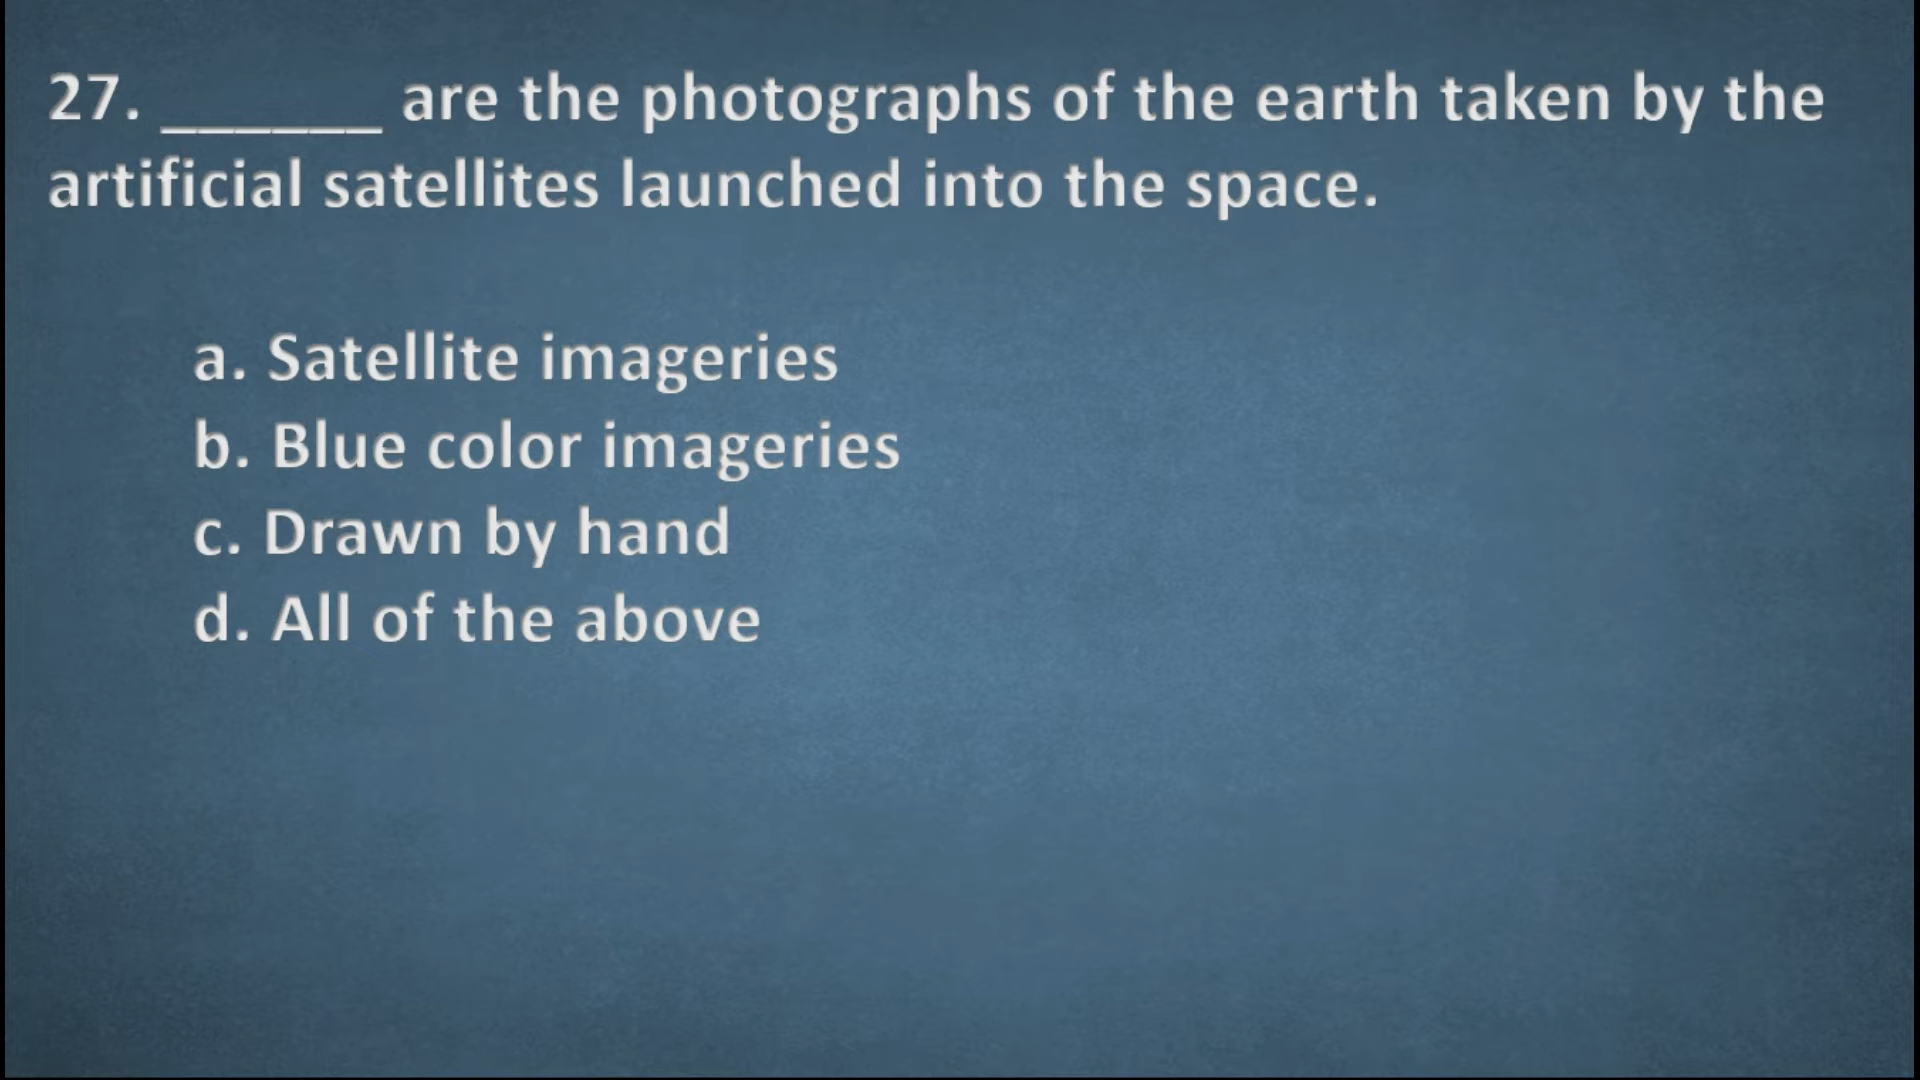 27. ______ are the photographs of the earth taken by the
artificial satellites launched into the space.
a. Satellite imageries
b. Blue color imageries
c. Drawn by hand
d. All of the above